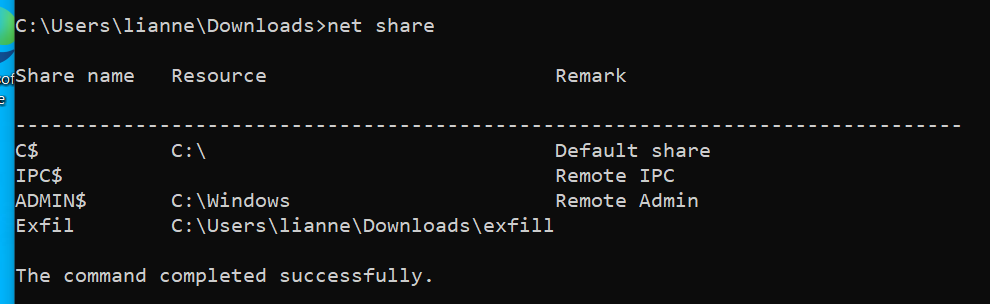 C:\Users\lianne\Downloads>net share
Share name   Resource                        Remark
-------------------------------------------------------------------------------
C$           C:\                             Default share
IPC$                                         Remote IPC
ADMIN$       C:\Windows                      Remote Admin
Exfil        C:\Users\lianne\Downloads\exfill
The command completed successfully.